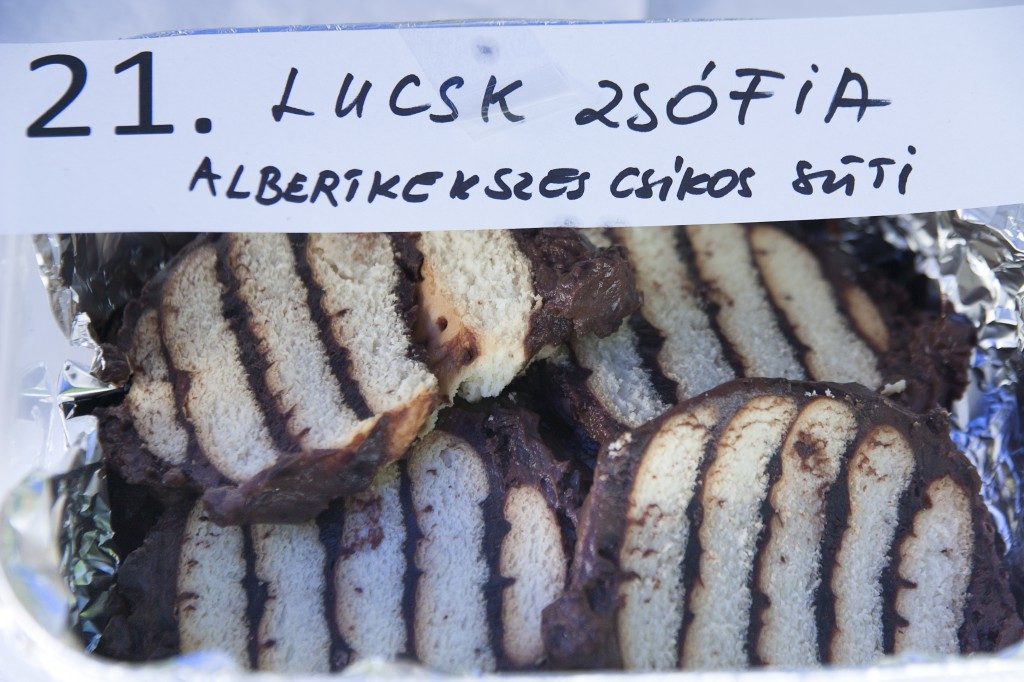 21. LUCSK ZSÓFIA
ALBERTKEKSZES CSÍKOS SÜTI